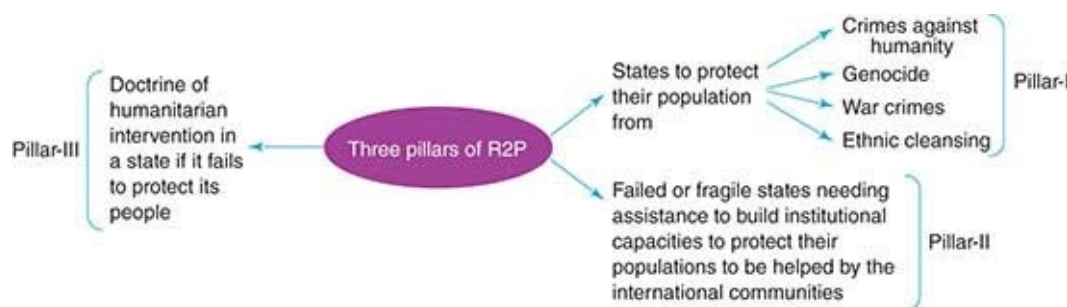 Three pillars of R2P
States to protect
their population
from
Crimes against
humanity
Genocide
War crimes
Ethnic cleansing
Pillar-I
Failed or fragile states needing
assistance to build institutional
capacities to protect their
populations to be helped by the
international communities
Pillar-II
Doctrine of
humanitarian
intervention in
a state if it fails
to protect its
people
Pillar-III